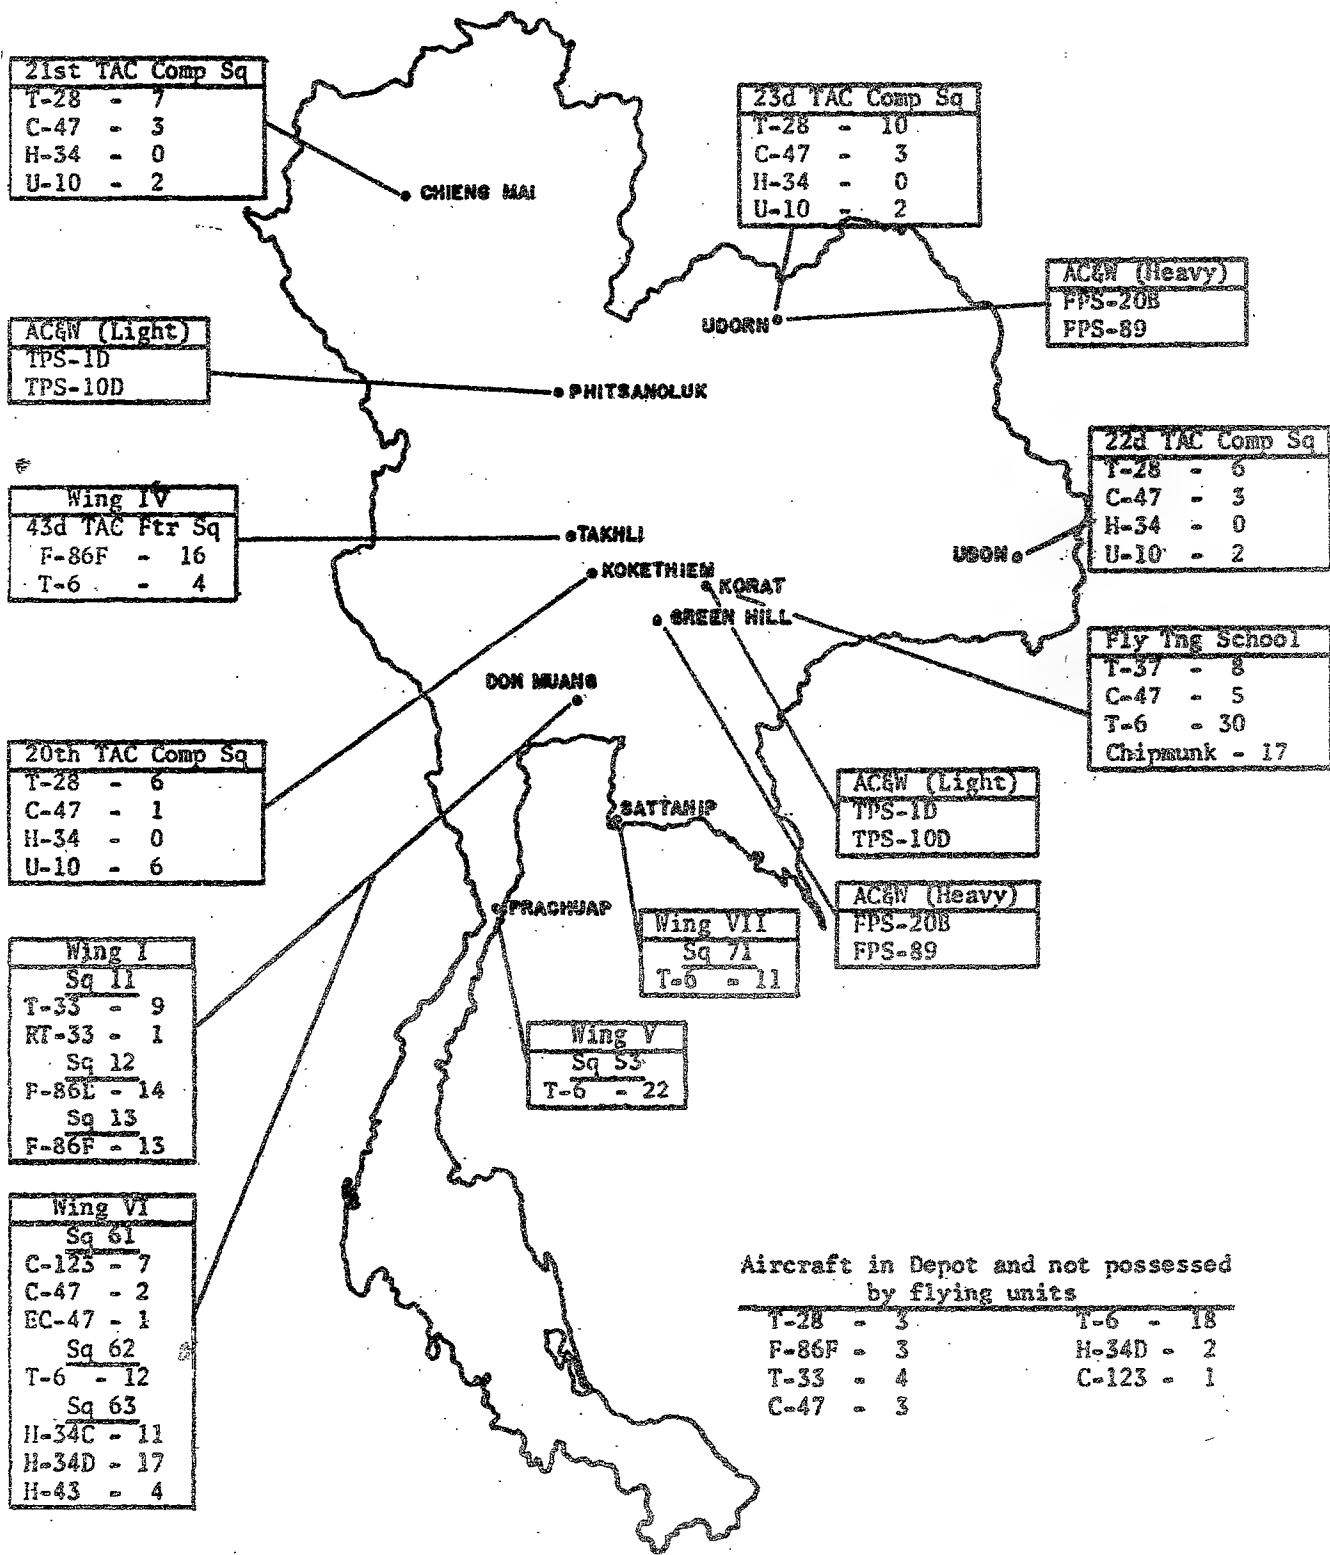 21st TAC Comp Sq
T-28 - 7
C-47 - 3
H-34 - 0
U-10 - 2
CHIENG MAI
23d TAC Comp Sq
T-28 - 10
C-47 - 3
H-34 - 0
U-10 - 2
AC&W (Heavy)
FPS-20B
FPS-89
UDORN
AC&W (Light)
TPS-1D
TPS-10D
PHITSANOLUK
22d TAC Comp Sq
T-28 - 6
C-47 - 3
H-34 - 0
U-10 - 2
UBON
Wing IV
43d TAC Ftr Sq
F-86F - 16
T-6 - 4
TAKHLI
KOKETHIEM
KORAT
GREEN HILL
Fly Tng School
T-37 - 8
C-47 - 5
T-6 - 30
Chipmunk - 17
DON MUANG
20th TAC Comp Sq
T-28 - 6
C-47 - 1
H-34 - 0
U-10 - 6
SATTAHIP
AC&W (Light)
TPS-1D
TPS-10D
AC&W (Heavy)
FPS-20B
FPS-89
PRACHUAP
Wing VII
Sq 71
T-6 - 11
Wing I
Sq 11
T-33 - 9
RT-33 - 1
Sq 12
F-86L - 14
Sq 13
F-86F - 13
Wing V
Sq 53
T-6 - 22
Wing VI
Sq 61
C-123 - 7
C-47 - 2
EC-47 - 1
Sq 62
T-6 - 12
Sq 63
H-34C - 11
H-34D - 17
H-43 - 4
Aircraft in Depot and not possessed
by flying units
T-28 - 3 T-6 - 18
F-86F - 3 H-34D - 2
T-33 - 4 C-123 - 1
C-47 - 3